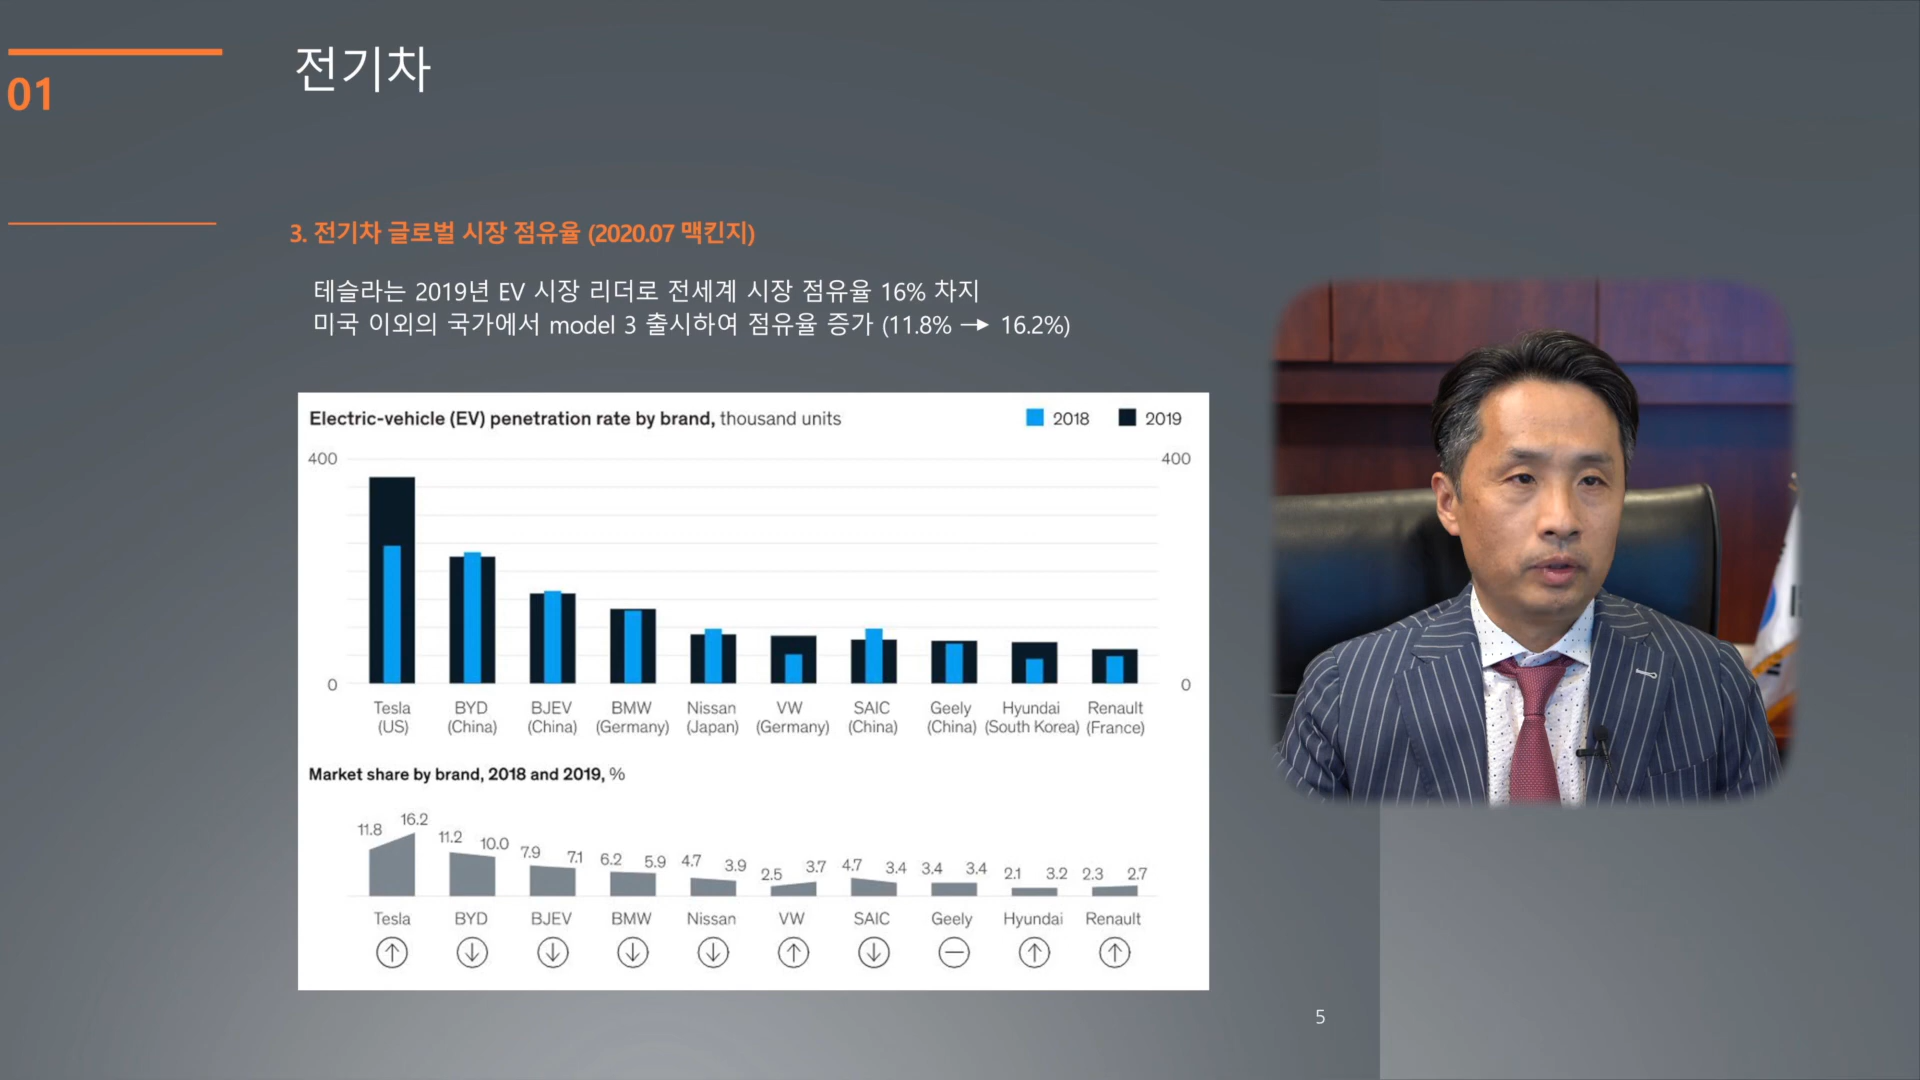 01
전기차
3. 전기차 글로벌 시장 점유율 (2020.07 맥킨지)
테슬라는 2019년 EV 시장 리더로 전세계 시장 점유율 16% 차지
미국 이외의 국가에서 model 3 출시하여 점유율 증가 (11.8% → 16.2%)
Electric-vehicle (EV) penetration rate by brand, thousand units
2018 2019
400 400
0 0
Tesla BYD BJEV BMW Nissan VW SAIC Geely Hyundai Renault
(US) (China) (China) (Germany) (Japan) (Germany) (China) (China) (South Korea) (France)
Market share by brand, 2018 and 2019, %
11.8 16.2 11.2 10.0 7.9 7.1 6.2 5.9 4.7 3.9 2.5 3.7 4.7 3.4 3.4 3.4 2.1 3.2 2.3 2.7
Tesla BYD BJEV BMW Nissan VW SAIC Geely Hyundai Renault
5